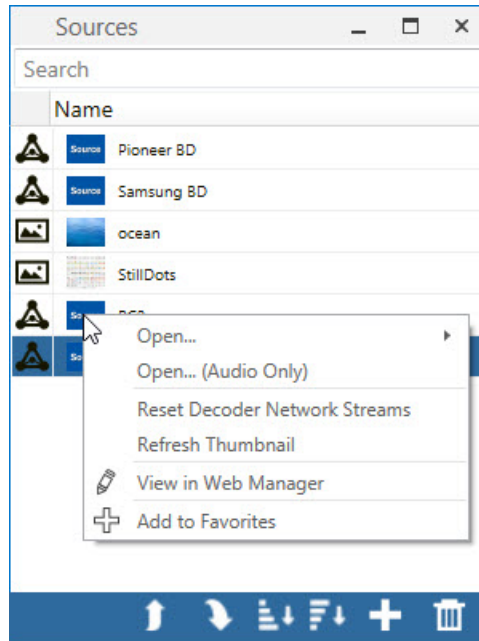 Sources
Search
Name
Source Pioneer BD
Source Samsung BD
ocean
StillDots
Open...
Open... (Audio Only)
Reset Decoder Network Streams
Refresh Thumbnail
View in Web Manager
Add to Favorites